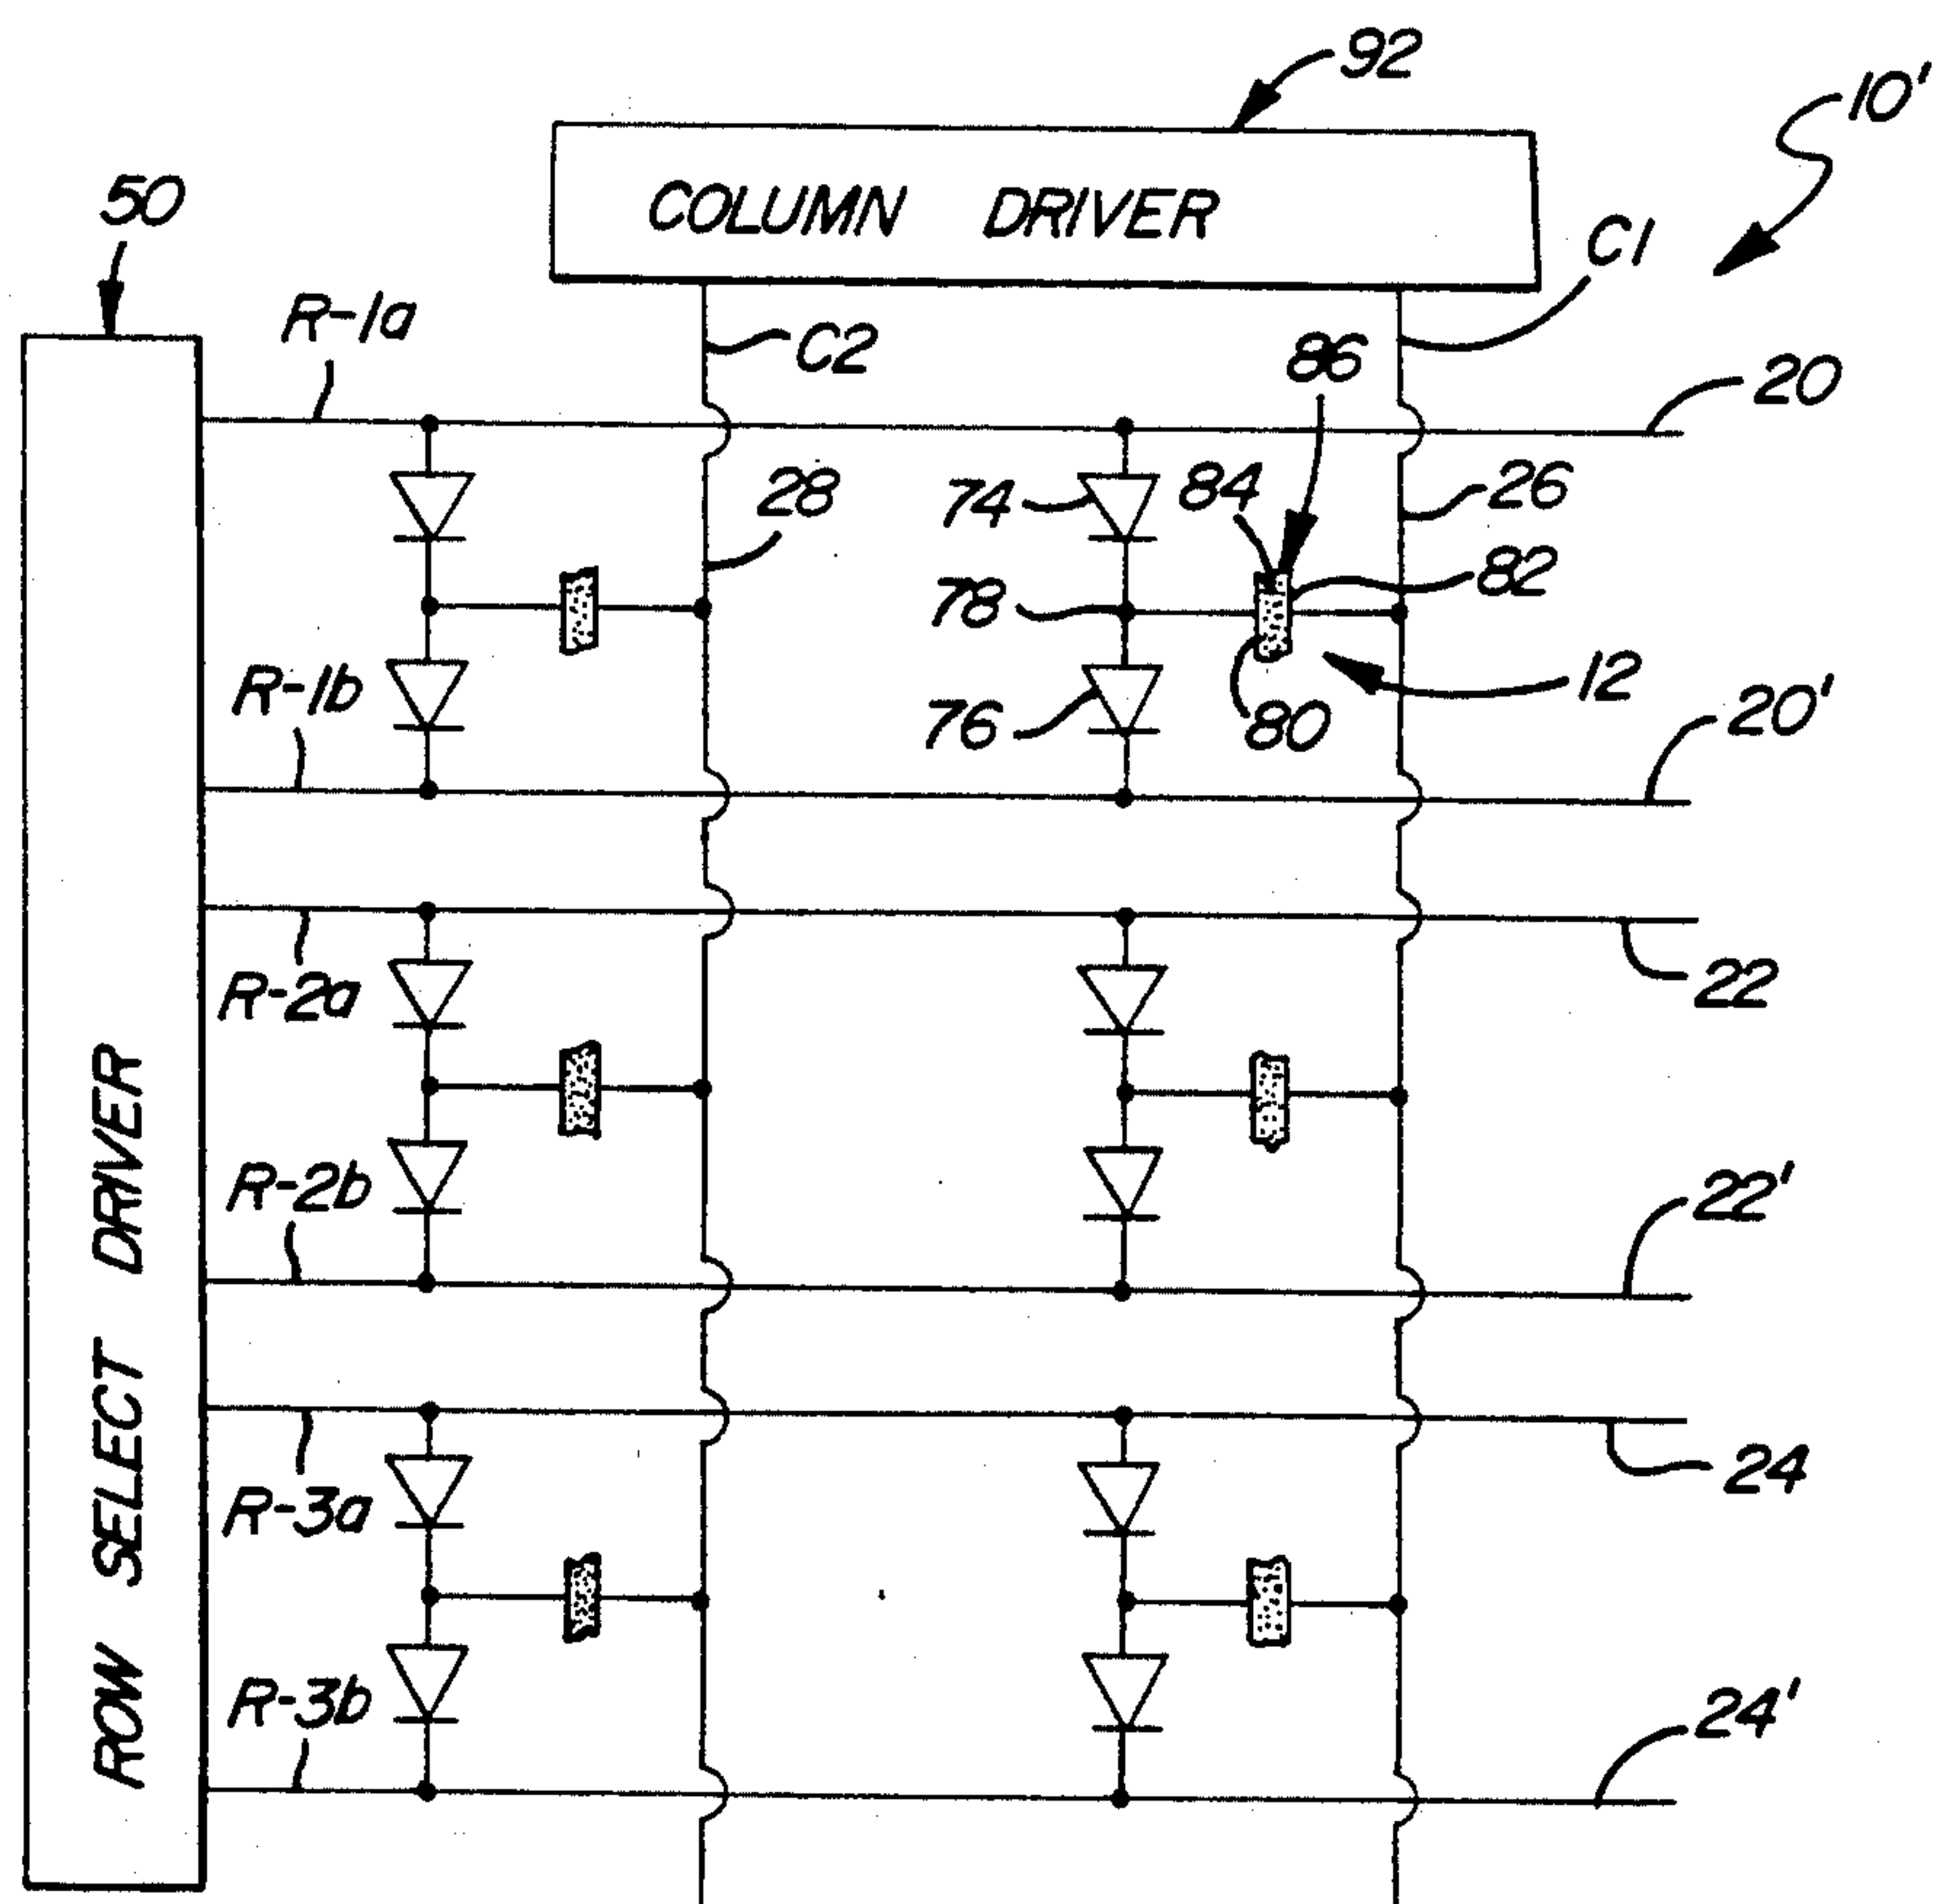 92
10'
50
COLUMN DRIVER
C1
R-1a
C2
86
20
74
84
26
28
78
82
R-1b
76
80
12
20'
R-2a
22
R-2b
22'
ROW SELECT DRIVER
R-3a
24
R-3b
24'